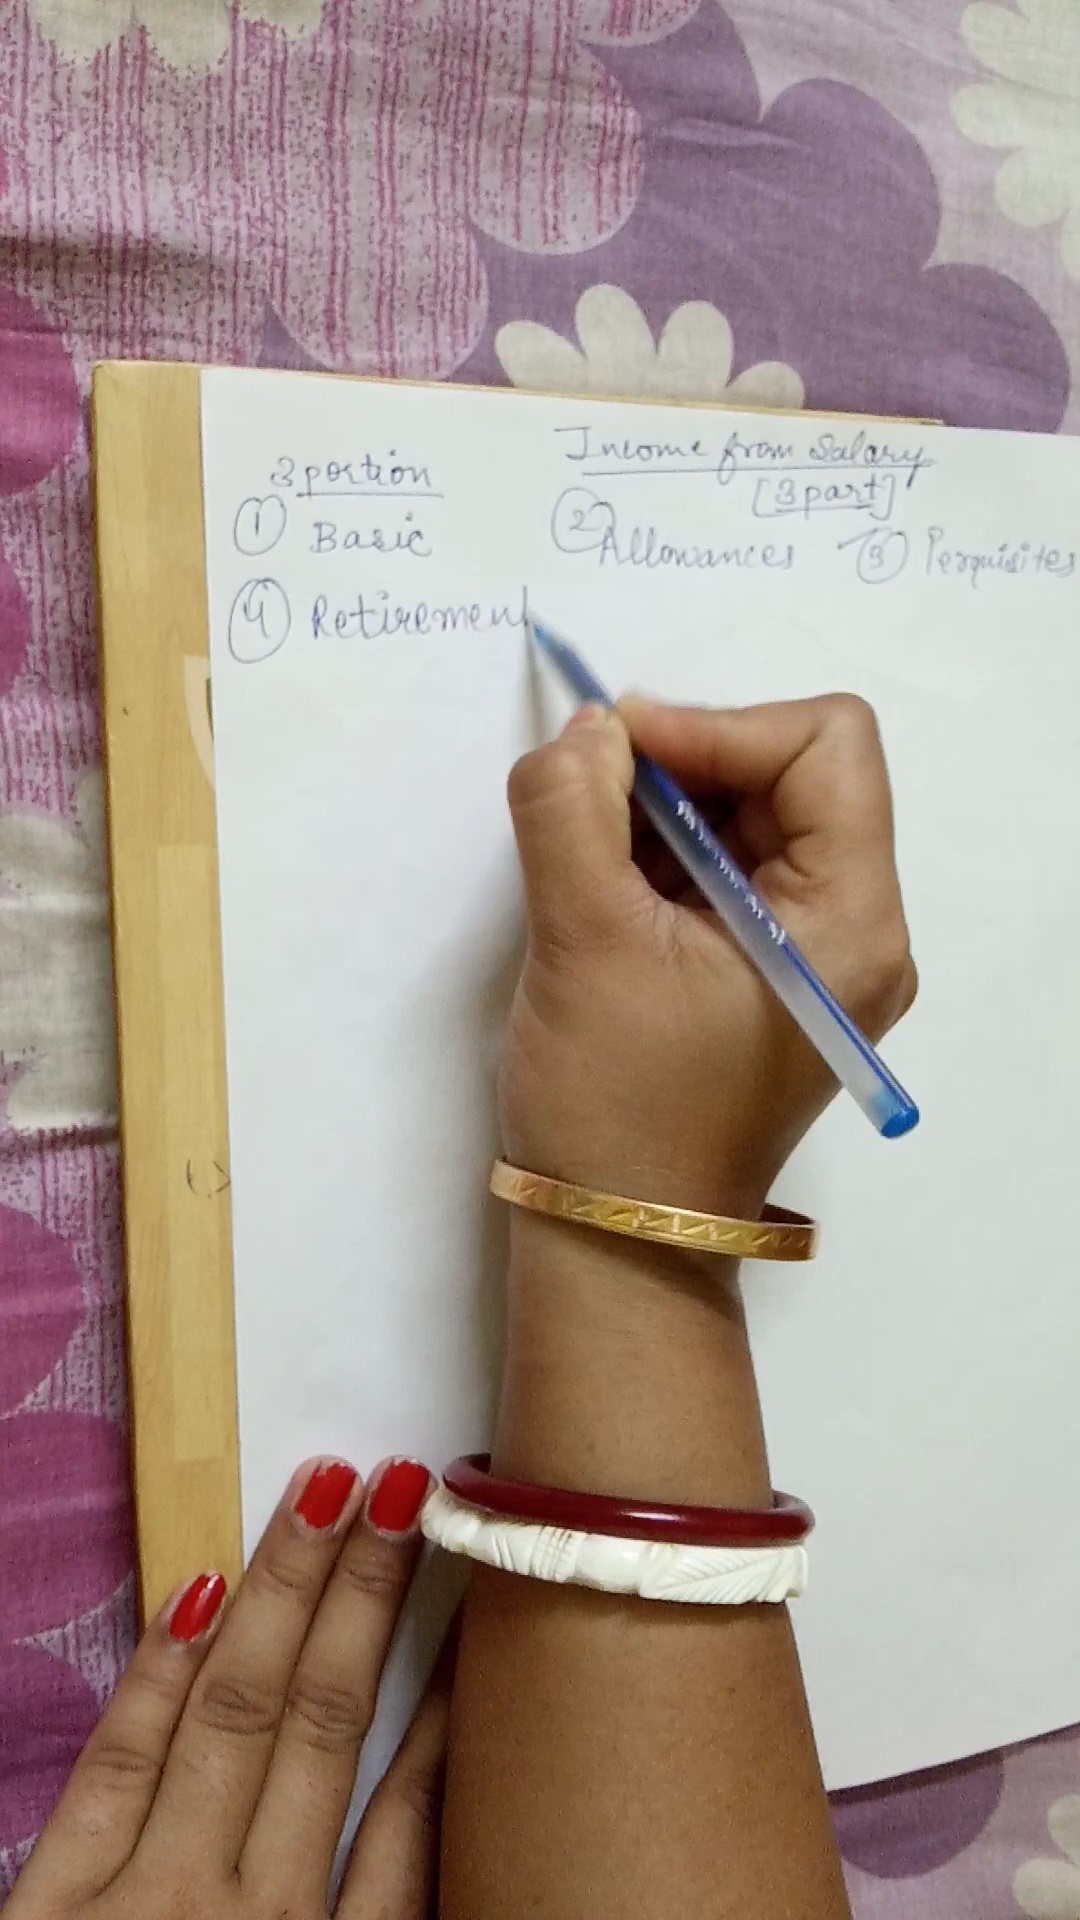 Income from Salary
3 portion
[3 part]
① Basic ② Allowances ③ Perquisites
④ Retirement